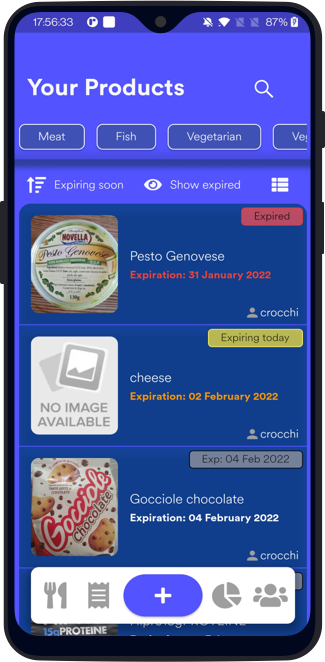 17:56:33
87%
Your Products
Meat
Fish
Vegetarian
Expiring soon
Show expired
Expired
NOVELLA
Pesto Genovese
130g
Pesto Genovese
Expiration: 31 January 2022
crocchi
Expiring today
NO IMAGE
AVAILABLE
cheese
Expiration: 02 February 2022
crocchi
Exp: 04 Feb 2022
Gocciole
Chocolate
Gocciole chocolate
Expiration: 04 February 2022
crocchi
+
15g PROTEINE